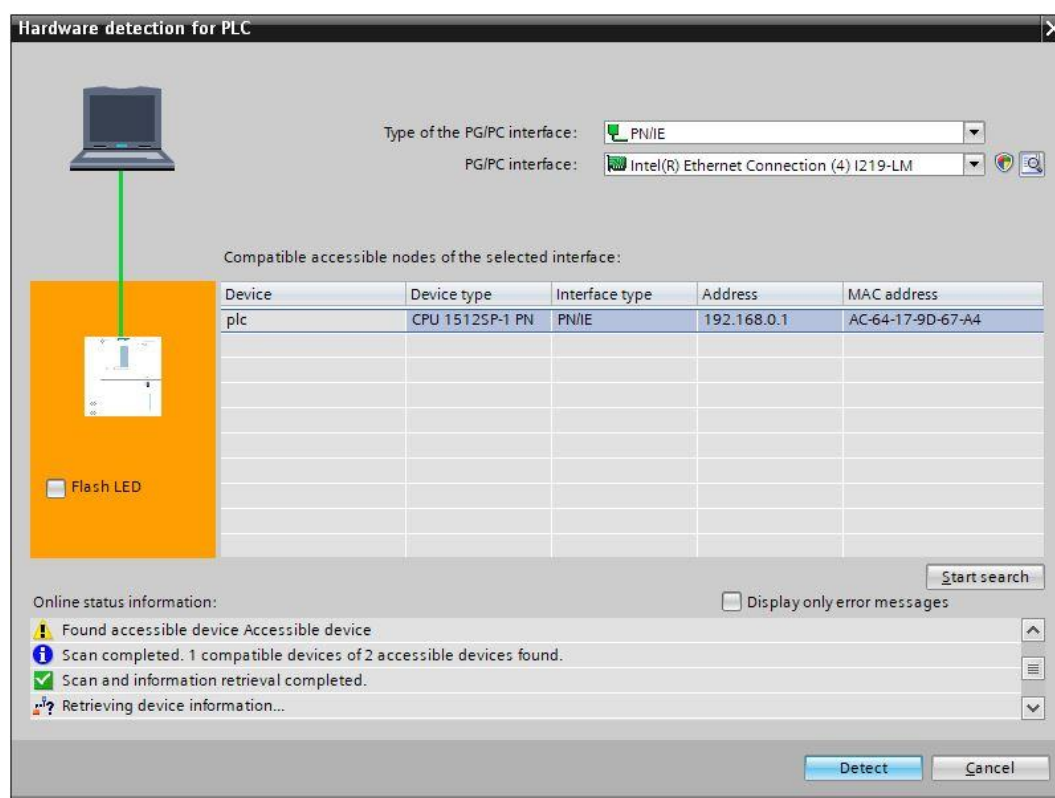 Hardware detection for PLC
Type of the PG/PC interface: PN/IE
PG/PC interface: Intel(R) Ethernet Connection (4) I219-LM
Compatible accessible nodes of the selected interface:
Device Device type Interface type Address MAC address
plc CPU 1512SP-1 PN PN/IE 192.168.0.1 AC-64-17-9D-67-A4
Flash LED
Start search
Online status information: Display only error messages
Found accessible device Accessible device
Scan completed. 1 compatible devices of 2 accessible devices found.
Scan and information retrieval completed.
? Retrieving device information...
Detect Cancel